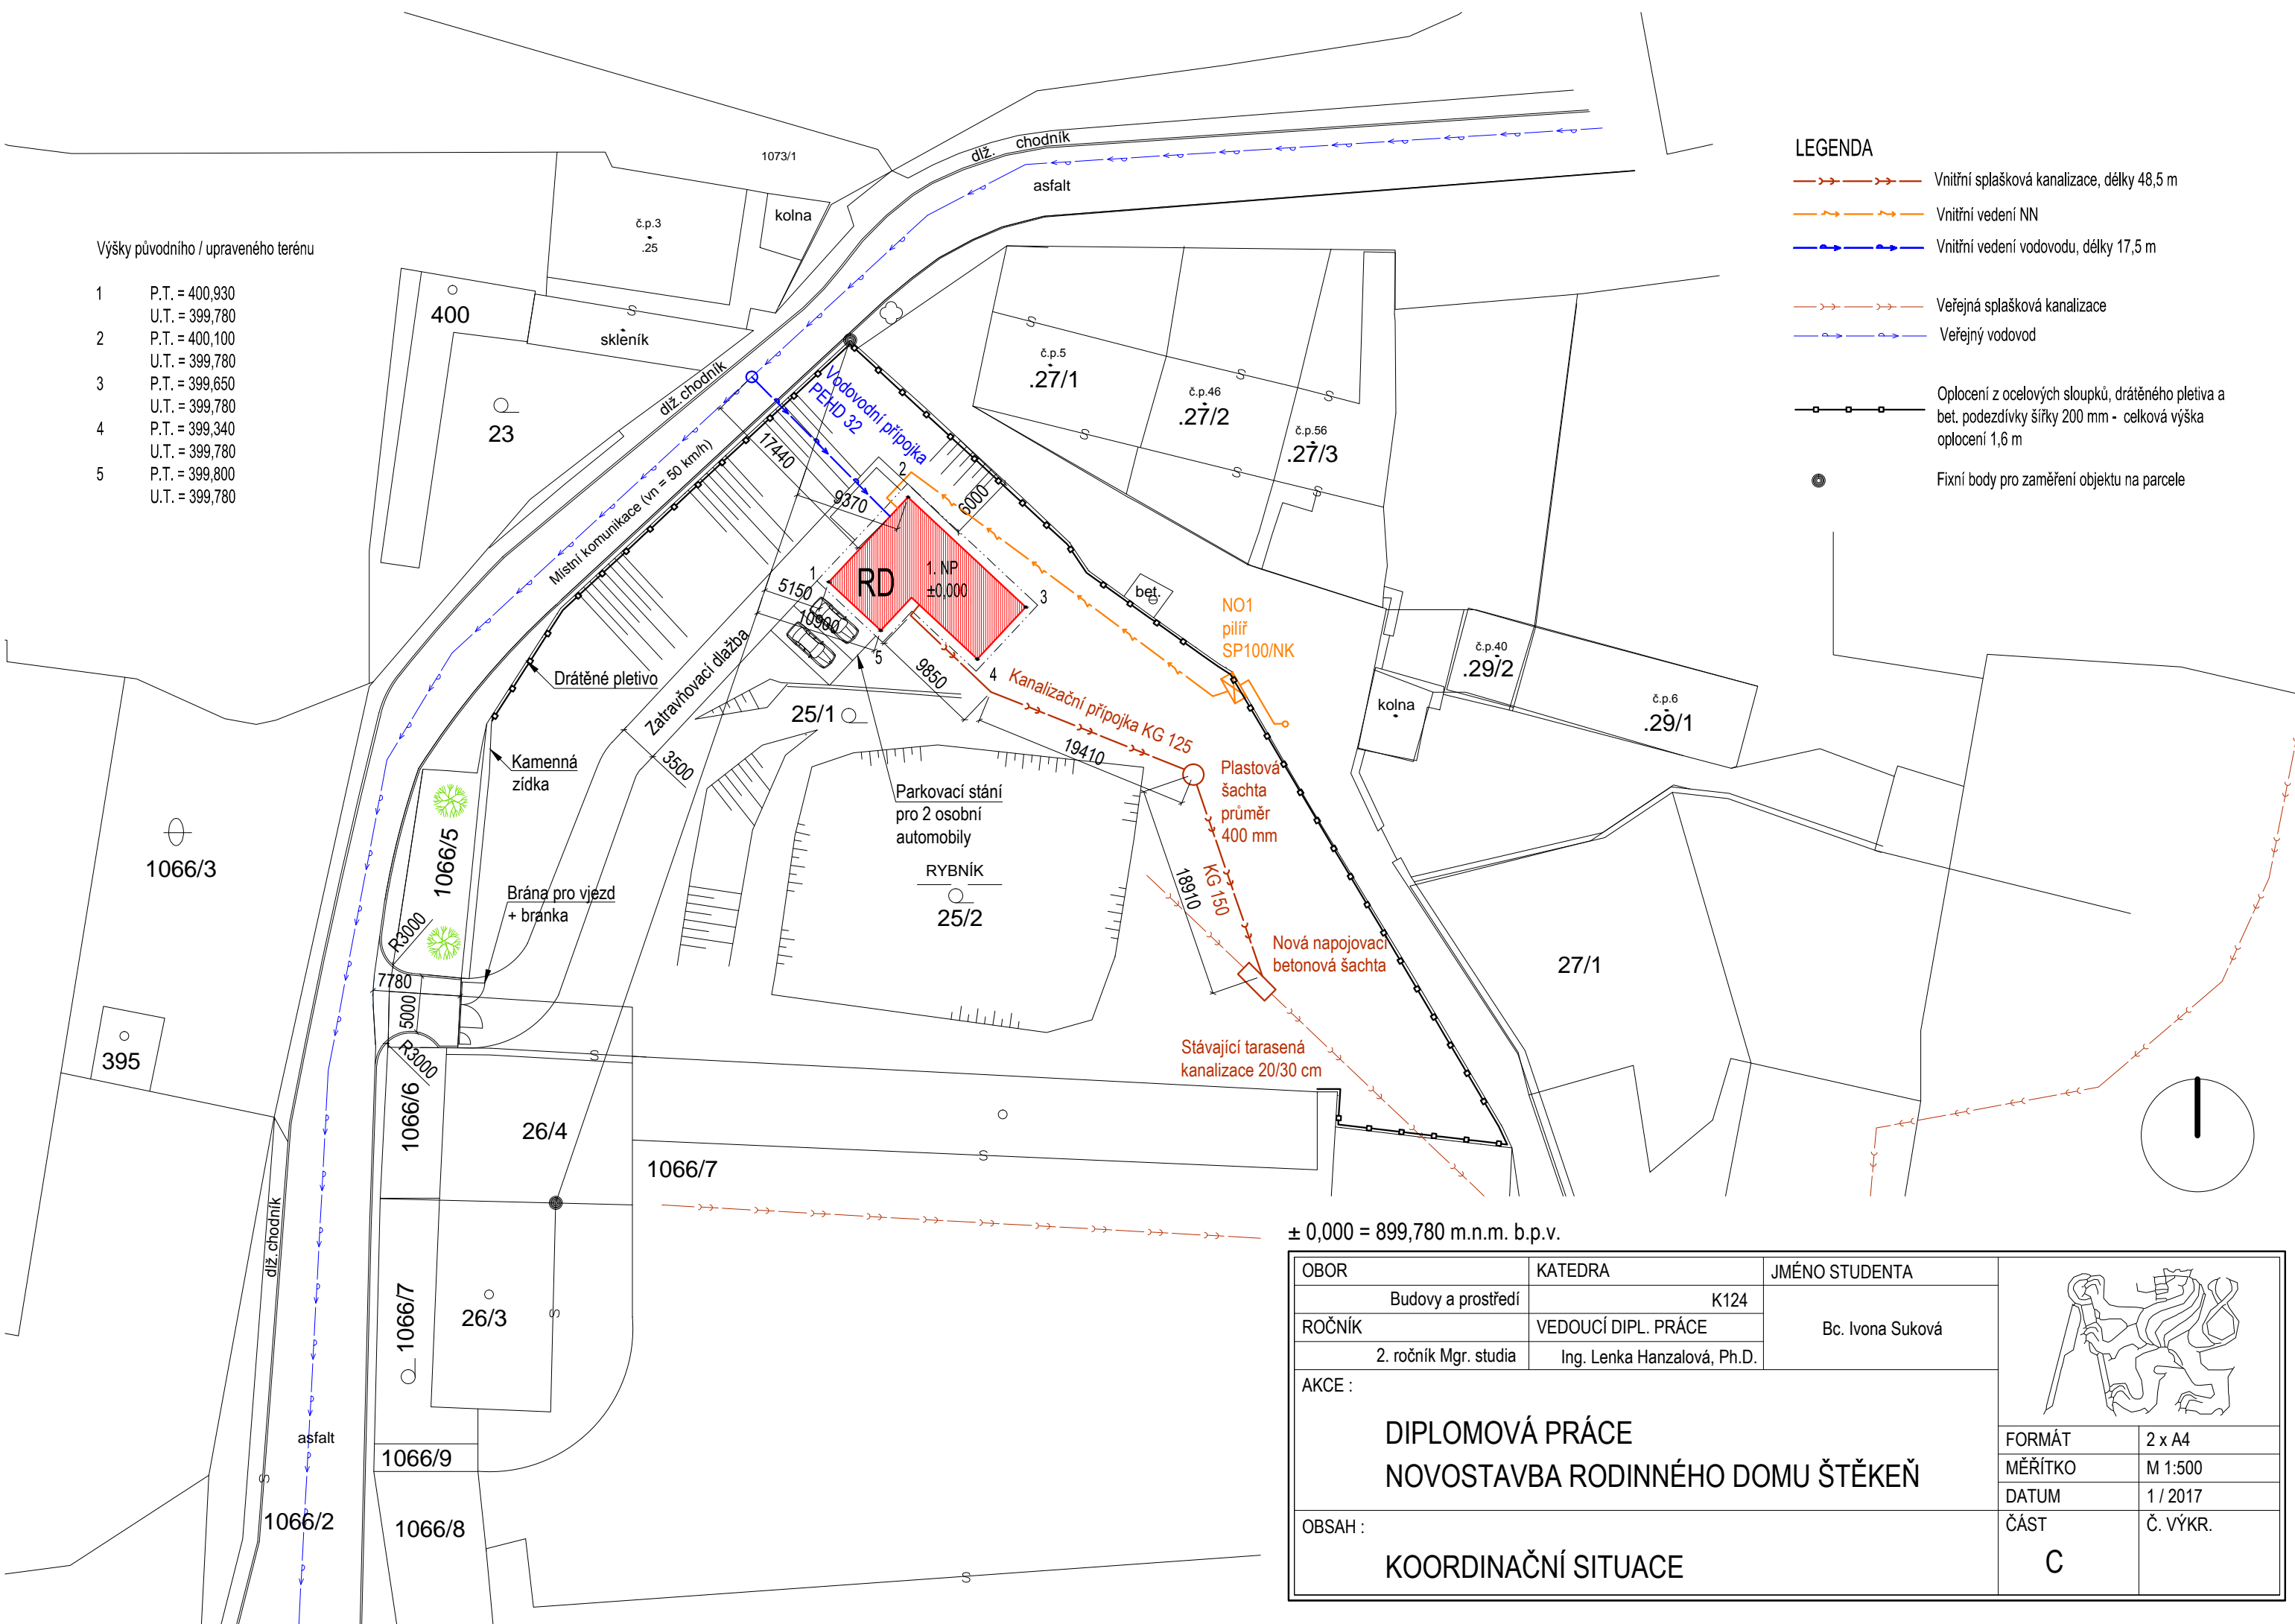 1073/1
dlž. chodník
asfalt
č.p.3
.25
kolna
Výšky původního / upraveného terénu
1 P.T. = 400,930
U.T. = 399,780
2 P.T. = 400,100
U.T. = 399,780
3 P.T. = 399,650
U.T. = 399,780
4 P.T. = 399,340
U.T. = 399,780
5 P.T. = 399,800
U.T. = 399,780
LEGENDA
Vnitřní splašková kanalizace, délky 48,5 m
Vnitřní vedení NN
Vnitřní vedení vodovodu, délky 17,5 m
Veřejná splašková kanalizace
Veřejný vodovod
Oplocení z ocelových sloupků, drátěného pletiva a
bet. podezdívky šířky 200 mm - celková výška
oplocení 1,6 m
Fixní body pro zaměření objektu na parcele
400
S
skleník
23
dlž. chodník
Místní komunikace (vn = 50 km/h)
Vodovodní přípojka
PEHD 32
17440
9370
6000
5150
10900
1
2
3
4
5
RD
1. NP
±0,000
č.p.5
.27/1
č.p.46
.27/2
č.p.56
.27/3
S
S
S
S
S
S
bet.
NO1
pilíř
SP100/NK
č.p.40
.29/2
č.p.6
.29/1
kolna
Drátěné pletivo
Zatravňovací dlažba
9850
Kanalizační přípojka KG 125
19410
25/1
3500
Kamenná
zídka
Parkovací stání
pro 2 osobní
automobily
Plastová
šachta
průměr
400 mm
KG 150
18910
RYBNÍK
25/2
1066/3
1066/5
Brána pro vjezd
+ branka
R3000
7780
5000
R3000
Nová napojovací
betonová šachta
27/1
Stávající tarasená
kanalizace 20/30 cm
395
1066/6
S
26/4
1066/7
S
dlž. chodník
1066/7
26/3
S
asfalt
S
1066/9
1066/2
1066/8
S
± 0,000 = 899,780 m.n.m. b.p.v.
OBOR
Budovy a prostředí
KATEDRA
K124
JMÉNO STUDENTA
Bc. Ivona Suková
ROČNÍK
2. ročník Mgr. studia
VEDOUCÍ DIPL. PRÁCE
Ing. Lenka Hanzalová, Ph.D.
AKCE :
DIPLOMOVÁ PRÁCE
NOVOSTAVBA RODINNÉHO DOMU ŠTĚKEŇ
FORMÁT 2 x A4
MĚŘÍTKO M 1:500
DATUM 1 / 2017
ČÁST Č. VÝKR.
C
OBSAH :
KOORDINAČNÍ SITUACE